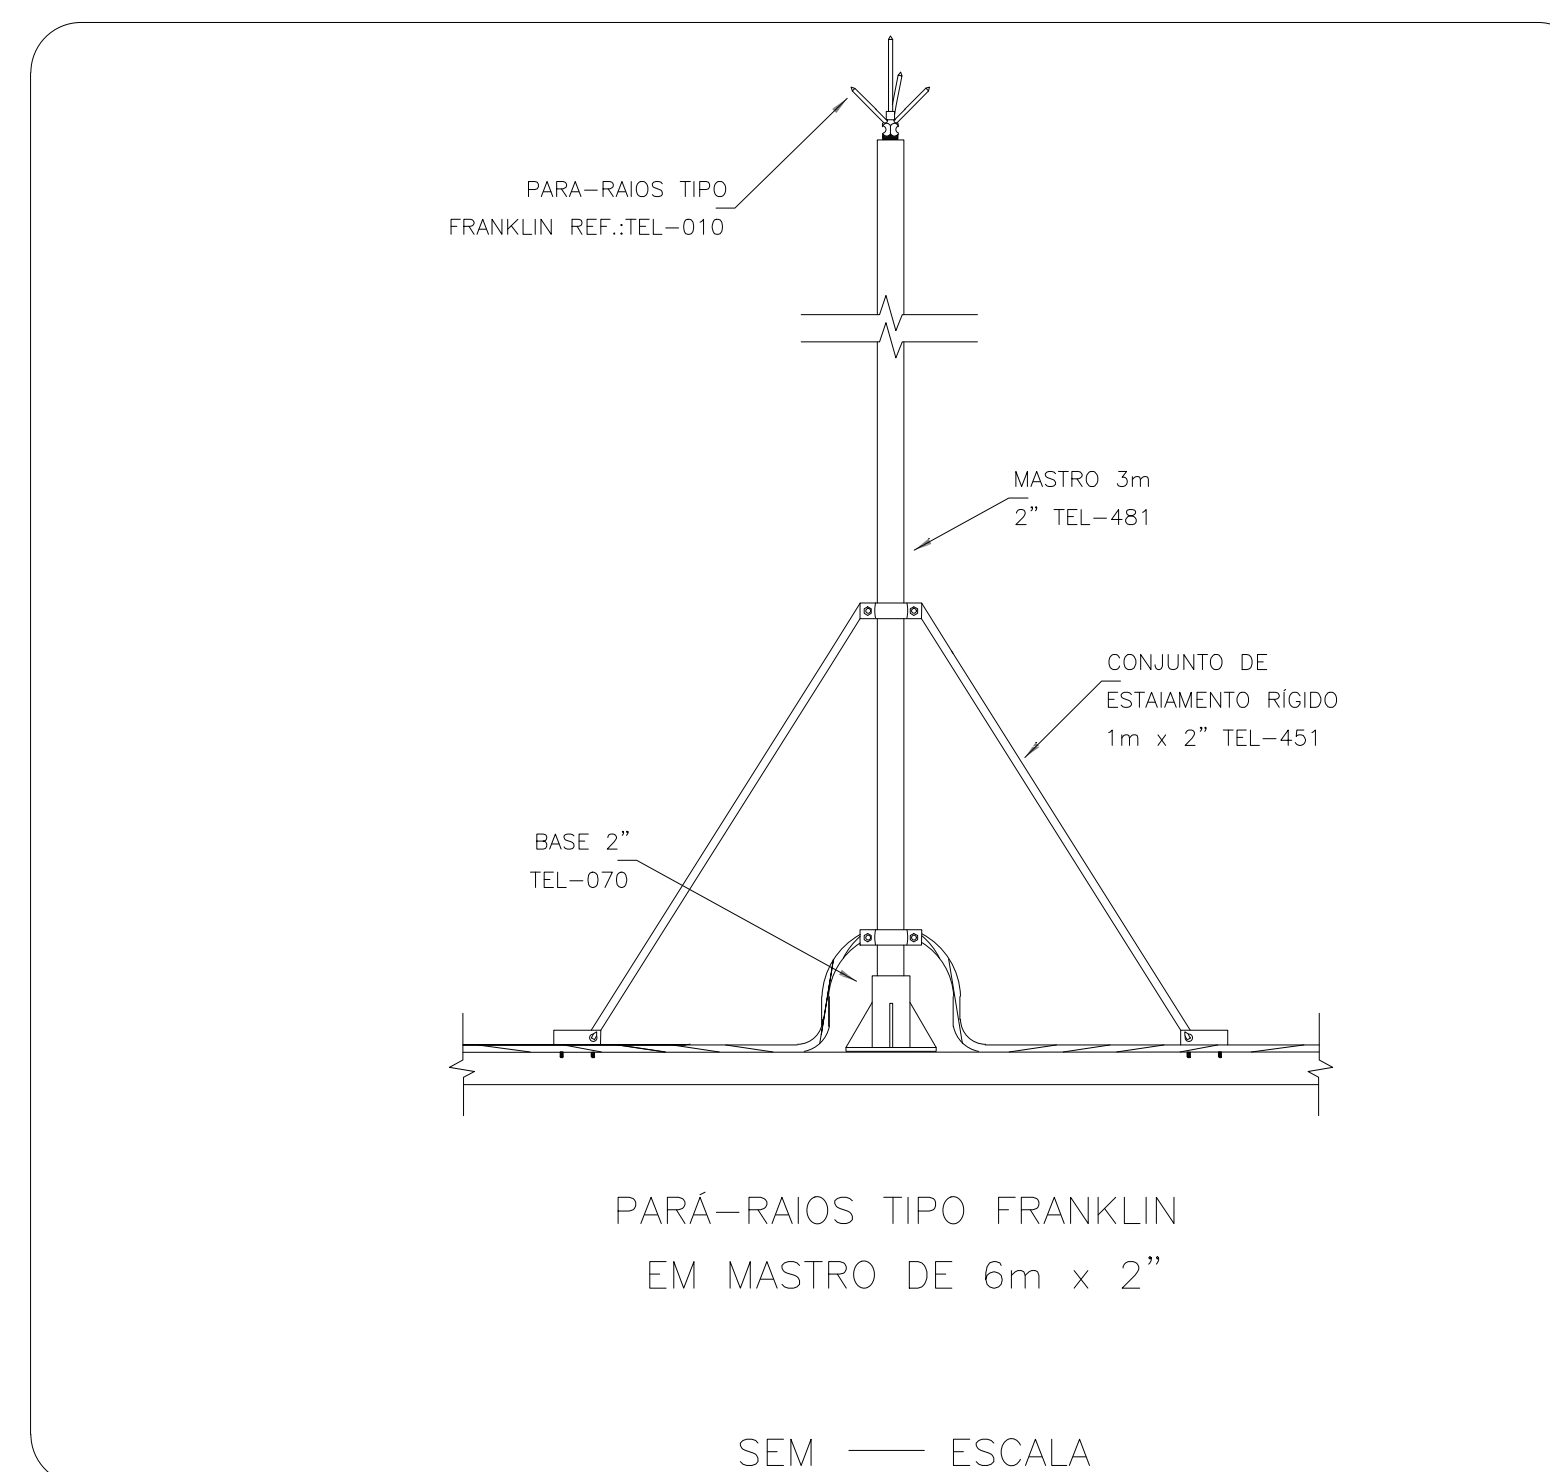 PARA-RAIOS TIPO
FRANKLIN REF.:TEL-010
MASTRO 3m
2" TEL-481
CONJUNTO DE
ESTAIAMENTO RÍGIDO
1m x 2" TEL-451
BASE 2"
TEL-070
PARÁ-RAIOS TIPO FRANKLIN
EM MASTRO DE 6m x 2"
SEM — ESCALA